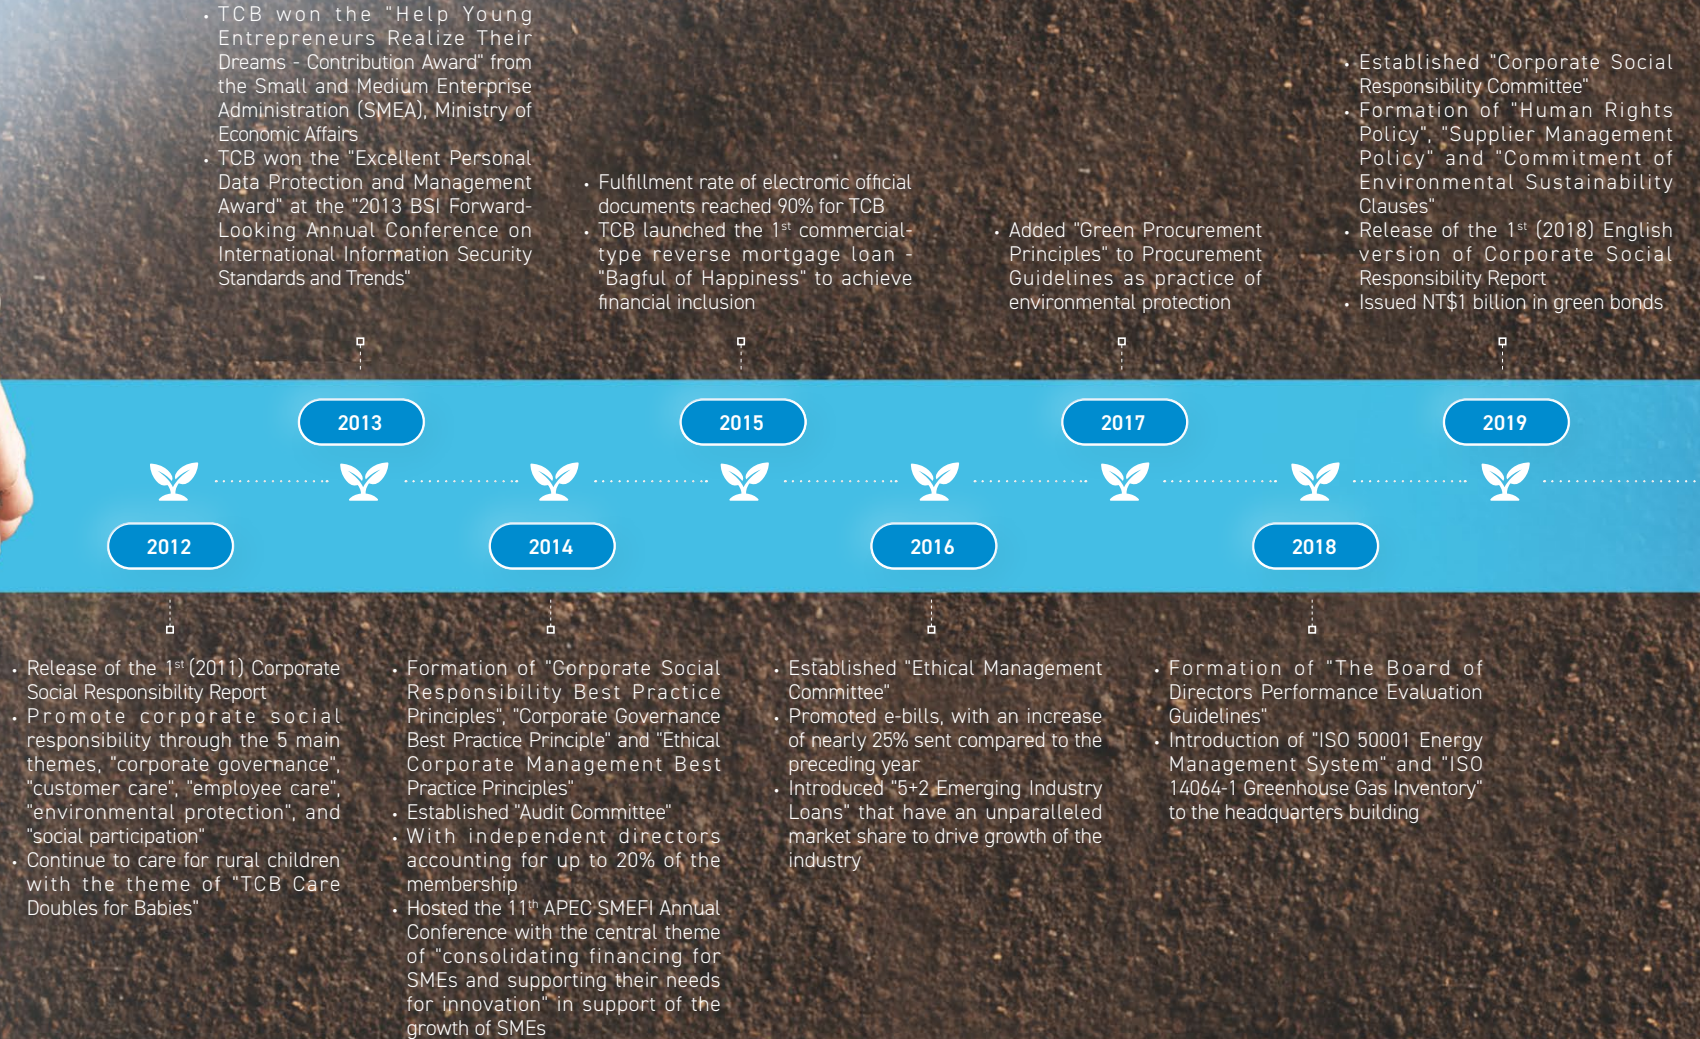 • TCB won the "Help Young
Entrepreneurs Realize Their
Dreams - Contribution Award" from
the Small and Medium Enterprise
Administration (SMEA), Ministry of
Economic Affairs
• TCB won the "Excellent Personal
Data Protection and Management
Award" at the "2013 BSI Forward-
Looking Annual Conference on
International Information Security
Standards and Trends"
• Fulfillment rate of electronic official
documents reached 90% for TCB
• TCB launched the 1st commercial-
type reverse mortgage loan -
"Bagful of Happiness" to achieve
financial inclusion
• Added "Green Procurement
Principles" to Procurement
Guidelines as practice of
environmental protection
• Established "Corporate Social
Responsibility Committee"
• Formation of "Human Rights
Policy", "Supplier Management
Policy" and "Commitment of
Environmental Sustainability
Clauses"
• Release of the 1st (2018) English
version of Corporate Social
Responsibility Report
• Issued NT$1 billion in green bonds
2013
2015
2017
2019
2012
2014
2016
2018
• Release of the 1st (2011) Corporate
Social Responsibility Report
• Promote corporate social
responsibility through the 5 main
themes, "corporate governance",
"customer care", "employee care",
"environmental protection", and
"social participation"
• Continue to care for rural children
with the theme of "TCB Care
Doubles for Babies"
• Formation of "Corporate Social
Responsibility Best Practice
Principles", "Corporate Governance
Best Practice Principle" and "Ethical
Corporate Management Best
Practice Principles"
• Established "Audit Committee"
• With independent directors
accounting for up to 20% of the
membership
• Hosted the 11th APEC SMEFI Annual
Conference with the central theme
of "consolidating financing for
SMEs and supporting their needs
for innovation" in support of the
growth of SMEs
• Established "Ethical Management
Committee"
• Promoted e-bills, with an increase
of nearly 25% sent compared to the
preceding year
• Introduced "5+2 Emerging Industry
Loans" that have an unparalleled
market share to drive growth of the
industry
• Formation of "The Board of
Directors Performance Evaluation
Guidelines"
• Introduction of "ISO 50001 Energy
Management System" and "ISO
14064-1 Greenhouse Gas Inventory"
to the headquarters building